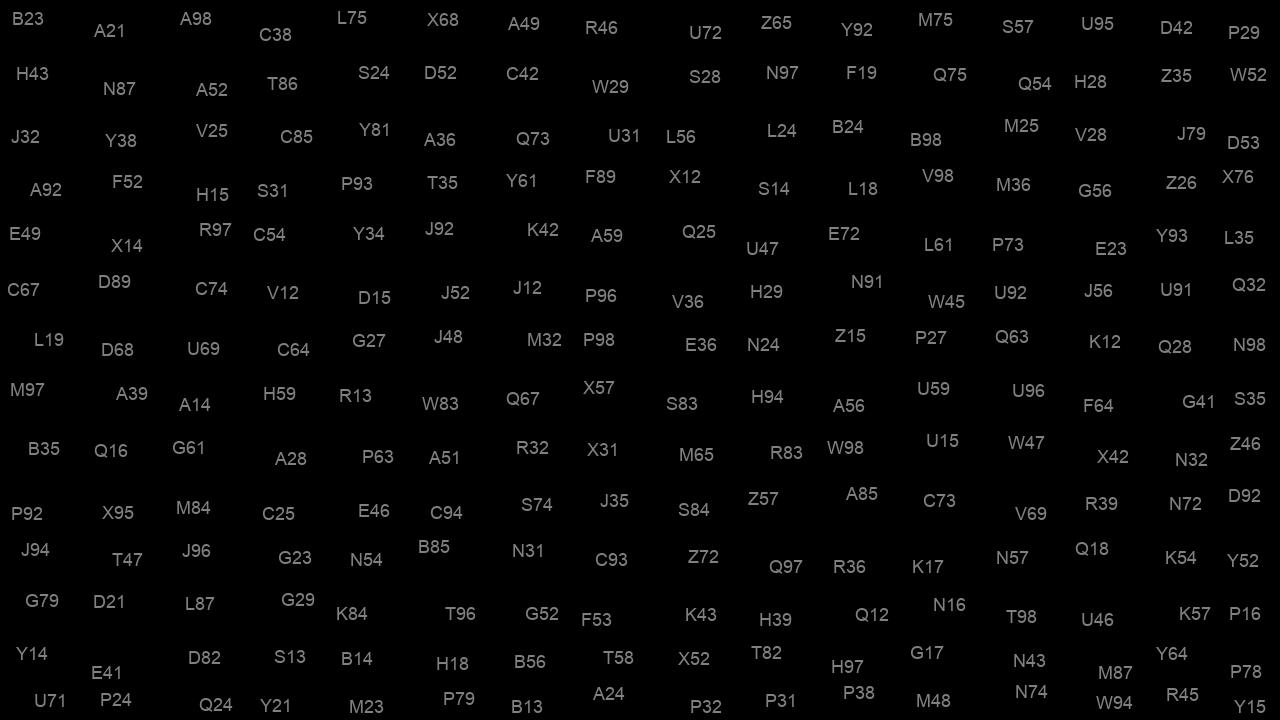 B23 A21 A98 C38 L75 X68 A49 R46 U72 Z65 Y92 M75 S57 U95 D42 P29
H43 N87 A52 T86 S24 D52 C42 W29 S28 N97 F19 Q75 Q54 H28 Z35 W52
J32 Y38 V25 C85 Y81 A36 Q73 U31 L56 L24 B24 B98 M25 V28 J79 D53
A92 F52 H15 S31 P93 T35 Y61 F89 X12 S14 L18 V98 M36 G56 Z26 X76
E49 X14 R97 C54 Y34 J92 K42 A59 Q25 U47 E72 L61 P73 E23 Y93 L35
C67 D89 C74 V12 D15 J52 J12 P96 V36 H29 N91 W45 U92 J56 U91 Q32
L19 D68 U69 C64 G27 J48 M32 P98 E36 N24 Z15 P27 Q63 K12 Q28 N98
M97 A39 A14 H59 R13 W83 Q67 X57 S83 H94 A56 U59 U96 F64 G41 S35
B35 Q16 G61 A28 P63 A51 R32 X31 M65 R83 W98 U15 W47 X42 N32 Z46
P92 X95 M84 C25 E46 C94 S74 J35 S84 Z57 A85 C73 V69 R39 N72 D92
J94 T47 J96 G23 N54 B85 N31 C93 Z72 Q97 R36 K17 N57 Q18 K54 Y52
G79 D21 L87 G29 K84 T96 G52 F53 K43 H39 Q12 N16 T98 U46 K57 P16
Y14 E41 D82 S13 B14 H18 B56 T58 X52 T82 H97 G17 N43 M87 Y64 P78
U71 P24 Q24 Y21 M23 P79 B13 A24 P32 P31 P38 M48 N74 W94 R45 Y15